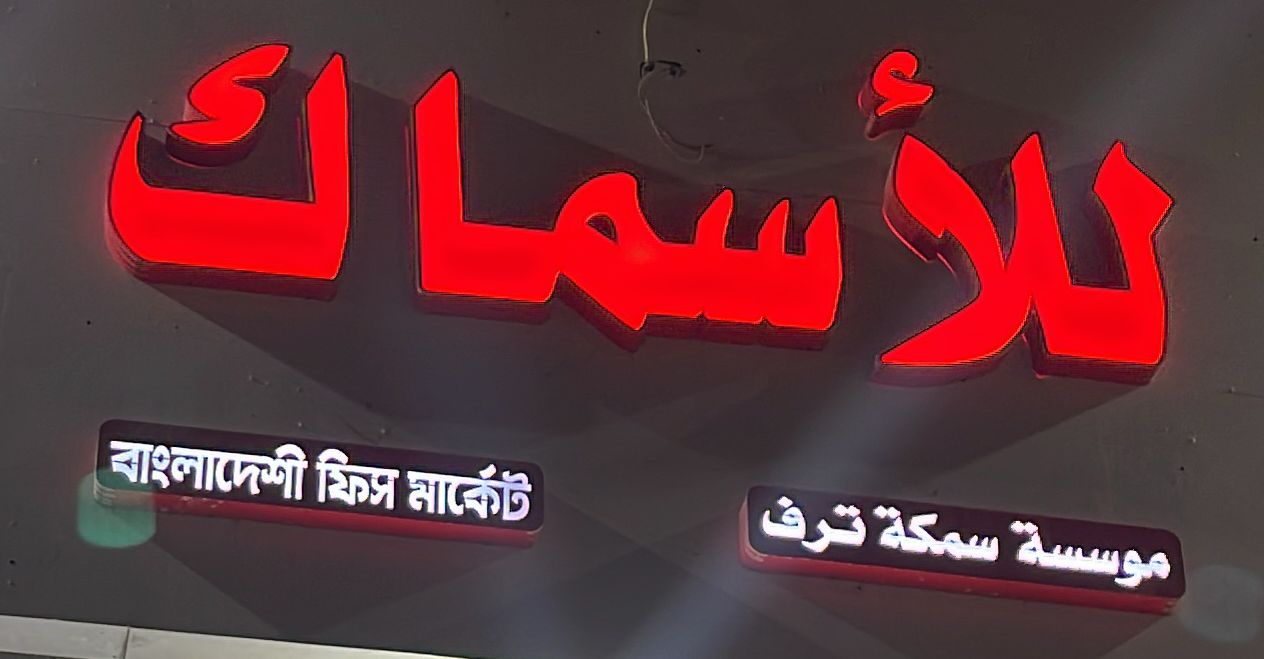 للأسماك
বাংলাদেশী ফিস মার্কেট
موسسة سمكة ترف